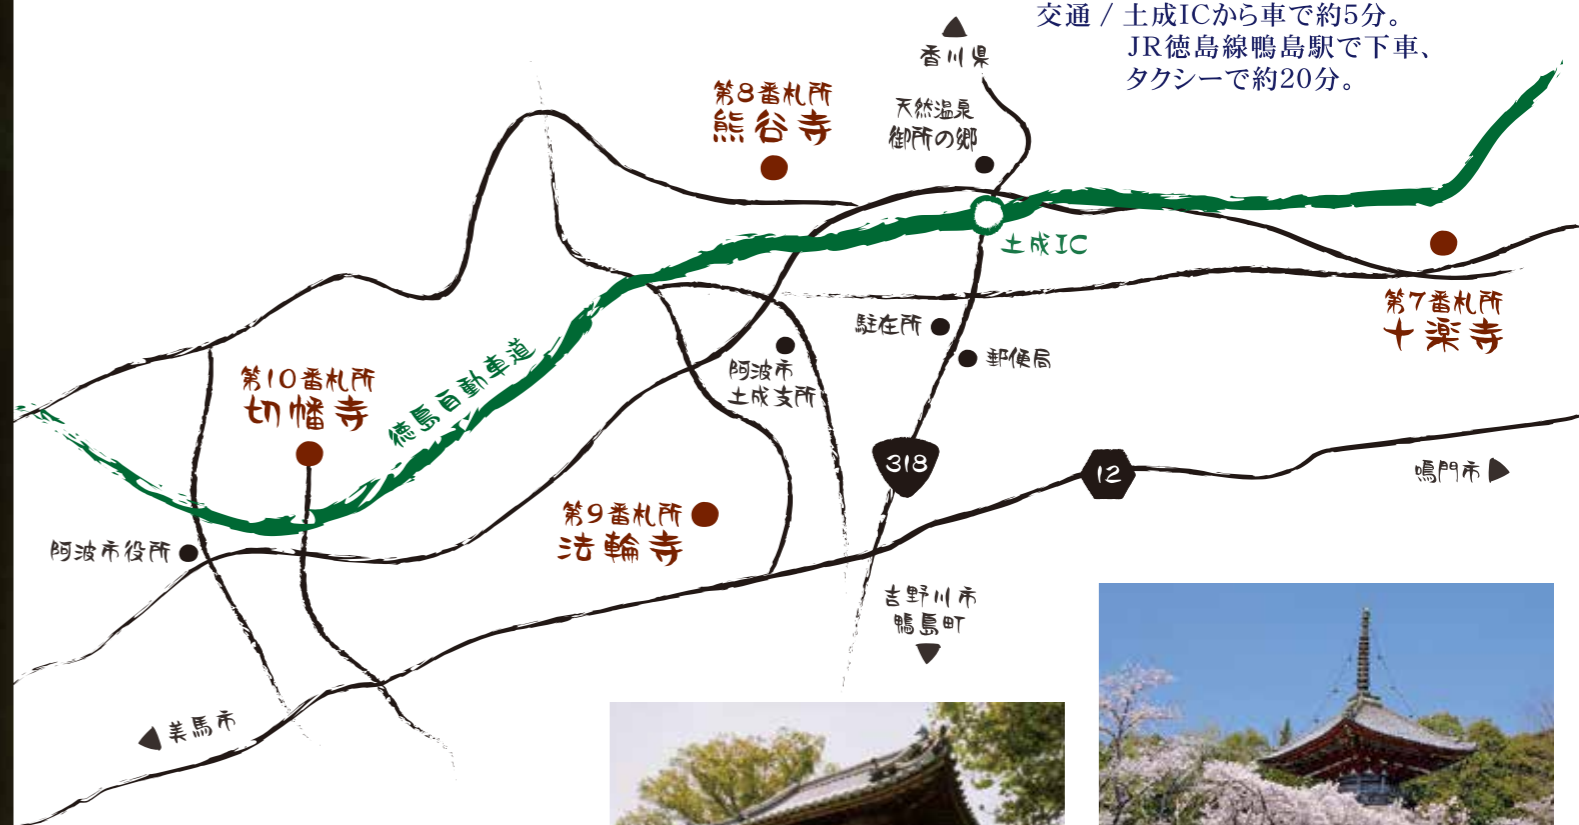 交通 / 土成ICから車で約5分。
JR徳島線鴨島駅で下車、
タクシーで約20分。
香川県
第8番札所
熊谷寺
天然温泉
御所の郷
土成IC
第7番札所
十楽寺
駐在所
郵便局
阿波市
土成支所
徳島自動車道
第10番札所
切幡寺
318
12
鳴門市
第9番札所
法輪寺
阿波市役所
吉野川市
鴨島町
美馬市